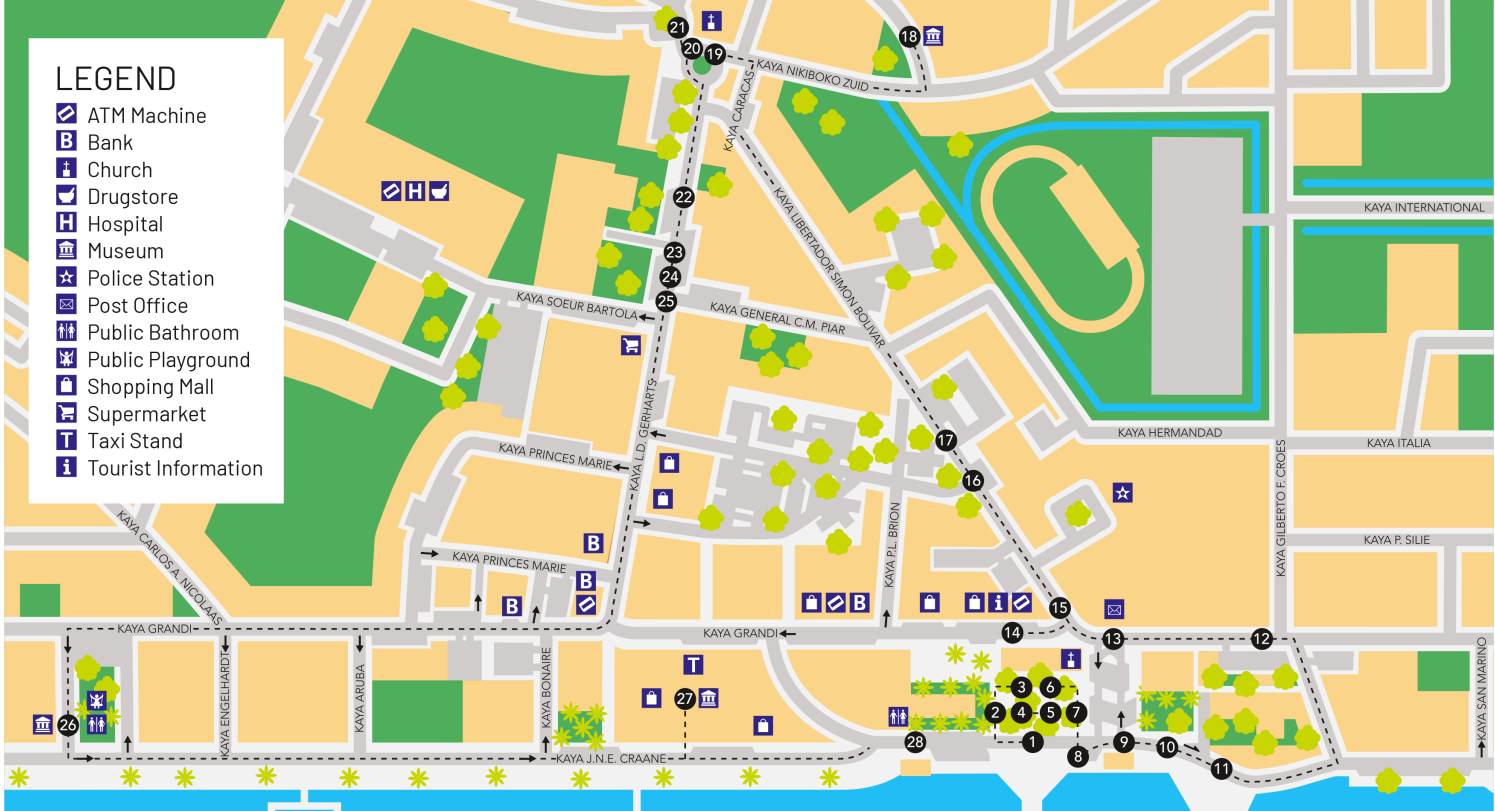 LEGEND
ATM Machine
B Bank
Church
Drugstore
H Hospital
Museum
Police Station
Post Office
Public Bathroom
Public Playground
Shopping Mall
Supermarket
T Taxi Stand
i Tourist Information
21
20
19
18
KAYA NIKIBOKO ZUID
KAYA CARACAS
H
22
KAYA LIBERTADOR SIMON BOLIVAR
KAYA INTERNATIONAL
23
24
25
KAYA SOEUR BARTOLA
KAYA GENERAL C.M. PIAR
KAYA L.D. GERHARTS
KAYA PRINCES MARIE
17
KAYA HERMANDAD
KAYA ITALIA
16
KAYA GILBERTO F. CROES
KAYA CARLOS A. NICOLAAS
KAYA P.L. BRION
KAYA P. SILIE
B
KAYA PRINCES MARIE
B
B
B
i
15
KAYA GRANDI
KAYA GRANDI
14
13
12
KAYA ENGELHARDT
KAYA ARUBA
KAYA BONAIRE
T
KAYA SAN MARINO
3
6
27
2
4
5
7
26
28
1
9
10
8
11
KAYA J.N.E. CRAANE